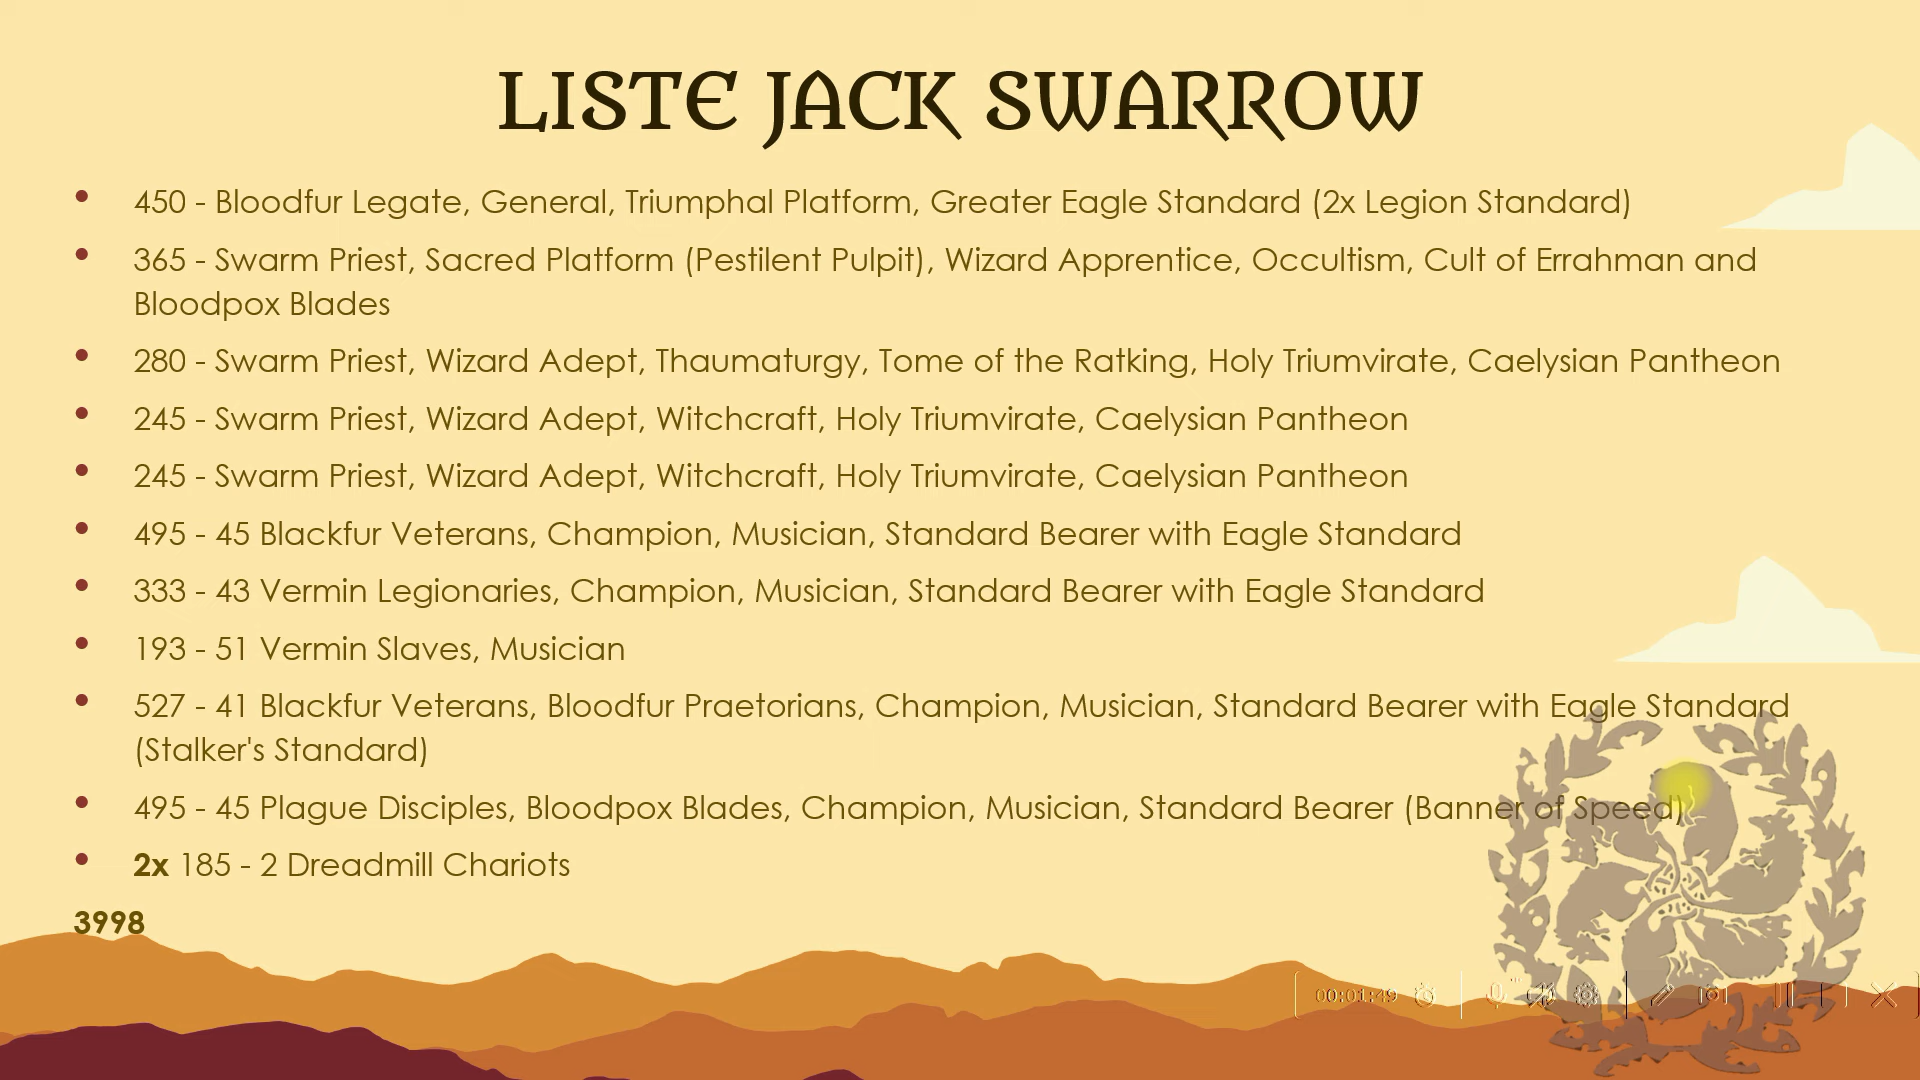 LISTE JACK SWARROW
• 450 - Bloodfur Legate, General, Triumphal Platform, Greater Eagle Standard (2x Legion Standard)
• 365 - Swarm Priest, Sacred Platform (Pestilent Pulpit), Wizard Apprentice, Occultism, Cult of Errahman and
Bloodpox Blades
• 280 - Swarm Priest, Wizard Adept, Thaumaturgy, Tome of the Ratking, Holy Triumvirate, Caelysian Pantheon
• 245 - Swarm Priest, Wizard Adept, Witchcraft, Holy Triumvirate, Caelysian Pantheon
• 245 - Swarm Priest, Wizard Adept, Witchcraft, Holy Triumvirate, Caelysian Pantheon
• 495 - 45 Blackfur Veterans, Champion, Musician, Standard Bearer with Eagle Standard
• 333 - 43 Vermin Legionaries, Champion, Musician, Standard Bearer with Eagle Standard
• 193 - 51 Vermin Slaves, Musician
• 527 - 41 Blackfur Veterans, Bloodfur Praetorians, Champion, Musician, Standard Bearer with Eagle Standard
(Stalker's Standard)
• 495 - 45 Plague Disciples, Bloodpox Blades, Champion, Musician, Standard Bearer (Banner of Speed)
• 2x 185 - 2 Dreadmill Chariots
3998
00:01:49